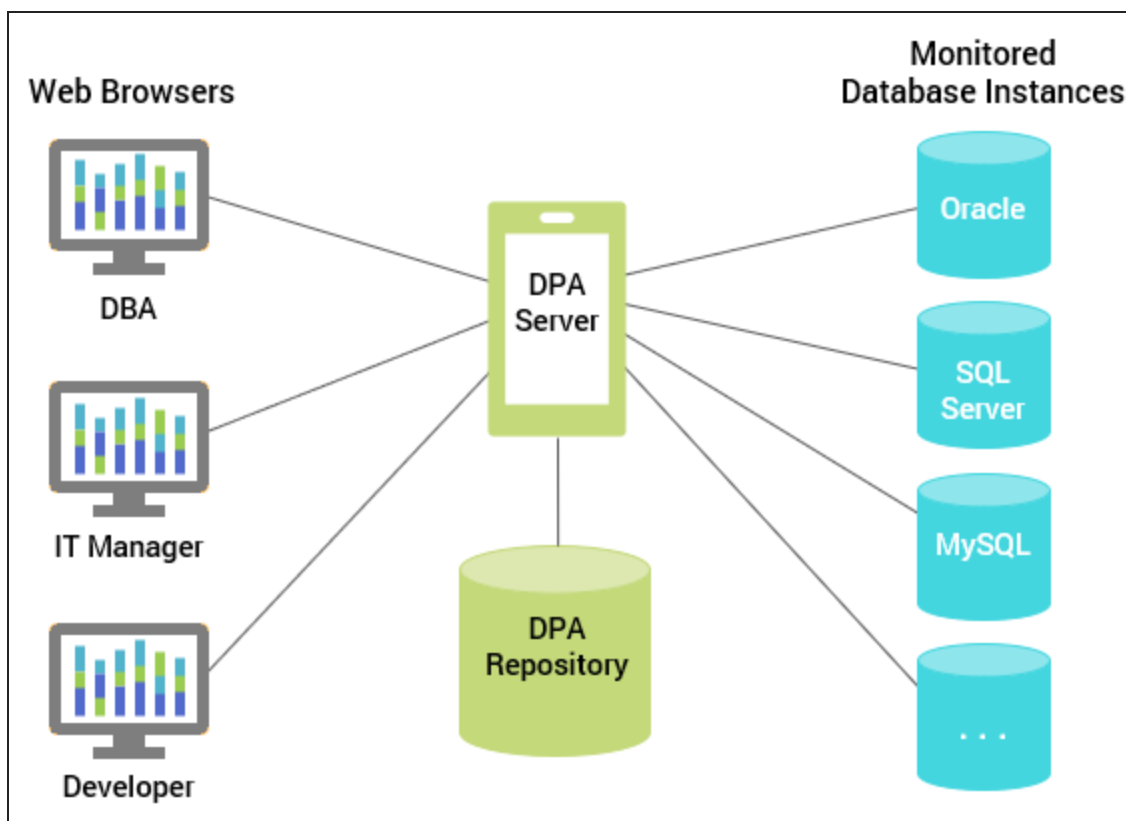 Web Browsers
DBA
IT Manager
Developer
DPA
Server
DPA
Repository
Monitored
Database Instances
Oracle
SQL
Server
MySQL
. . .